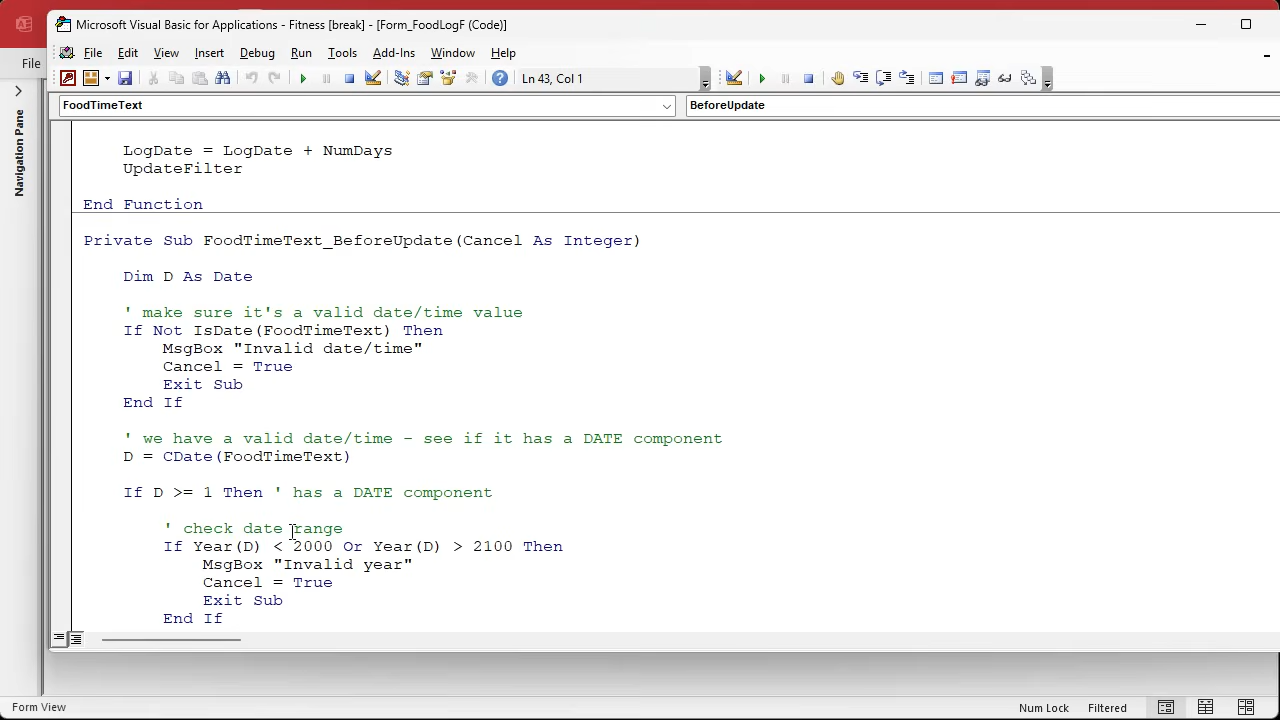 Microsoft Visual Basic for Applications - Fitness [break] - [Form_FoodLogF (Code)]
File
File Edit View Insert Debug Run Tools Add-Ins Window Help
Ln 43, Col 1
FoodTimeText
BeforeUpdate
Navigation Pane
LogDate = LogDate + NumDays
UpdateFilter
End Function
Private Sub FoodTimeText_BeforeUpdate(Cancel As Integer)
Dim D As Date
' make sure it's a valid date/time value
If Not IsDate(FoodTimeText) Then
MsgBox "Invalid date/time"
Cancel = True
Exit Sub
End If
' we have a valid date/time - see if it has a DATE component
D = CDate(FoodTimeText)
If D >= 1 Then ' has a DATE component
' check date range
If Year(D) < 2000 Or Year(D) > 2100 Then
MsgBox "Invalid year"
Cancel = True
Exit Sub
End If
Form View
Num Lock
Filtered